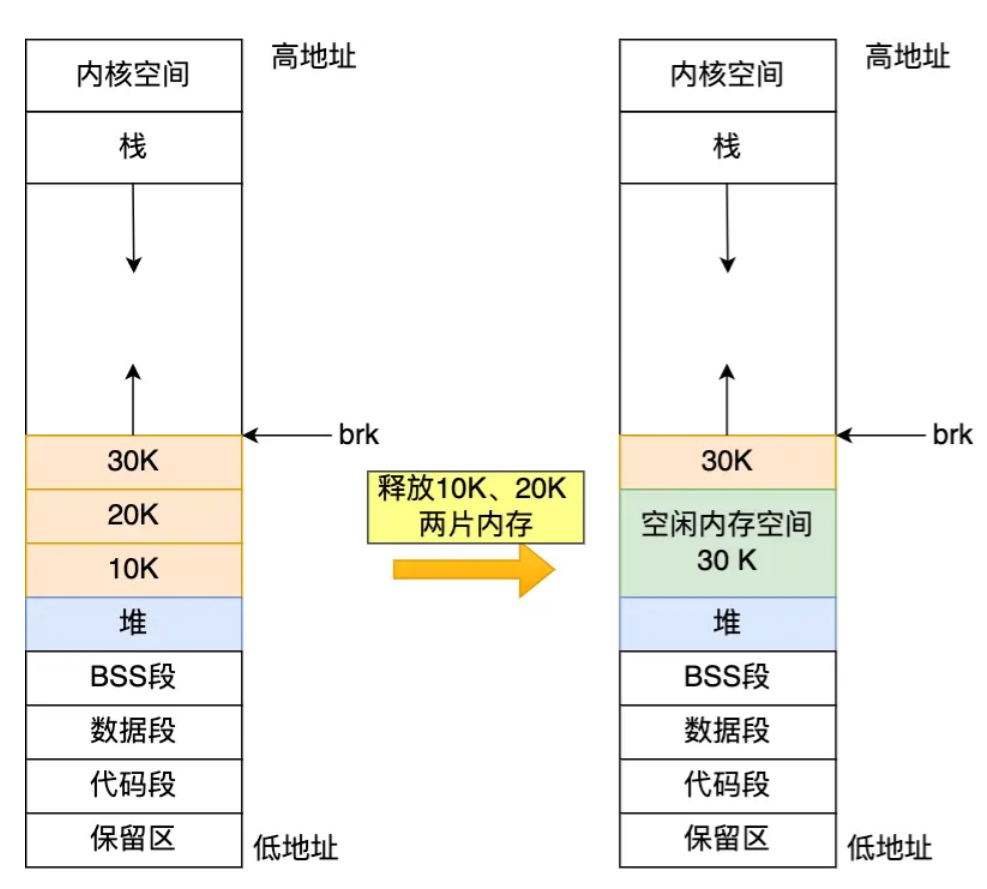 高地址
内核空间
栈
brk
30K
20K
10K
堆
BSS段
数据段
代码段
保留区
低地址
释放10K、20K
两片内存
高地址
内核空间
栈
brk
30K
空闲内存空间
30 K
堆
BSS段
数据段
代码段
保留区
低地址